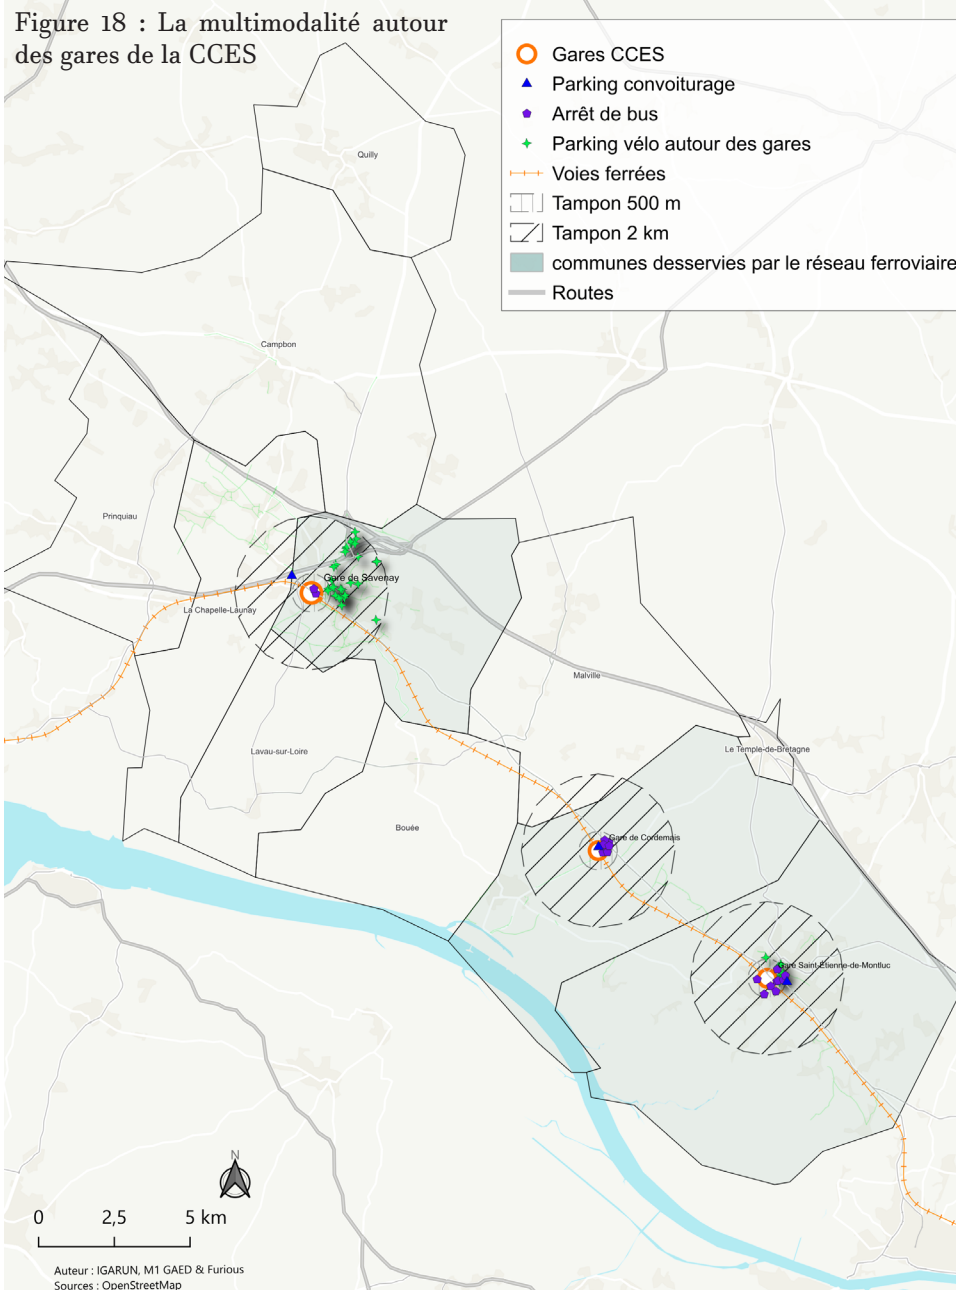 Figure 18 : La multimodalité autour
des gares de la CCES
Gares CCES
Parking convoiturage
Arrêt de bus
Parking vélo autour des gares
Voies ferrées
Tampon 500 m
Tampon 2 km
communes desservies par le réseau ferroviaire
Routes
Quilly
Campbon
Prinquiau
Gare de Savenay
La Chapelle-Launay
Malville
Lavau-sur-Loire
Le Temple-de-Bretagne
Bouée
Gare de Cordemais
Gare Saint-Étienne-de-Montluc
N
0 2,5 5 km
Auteur : IGARUN, M1 GAED & Furious
Sources : OpenStreetMap